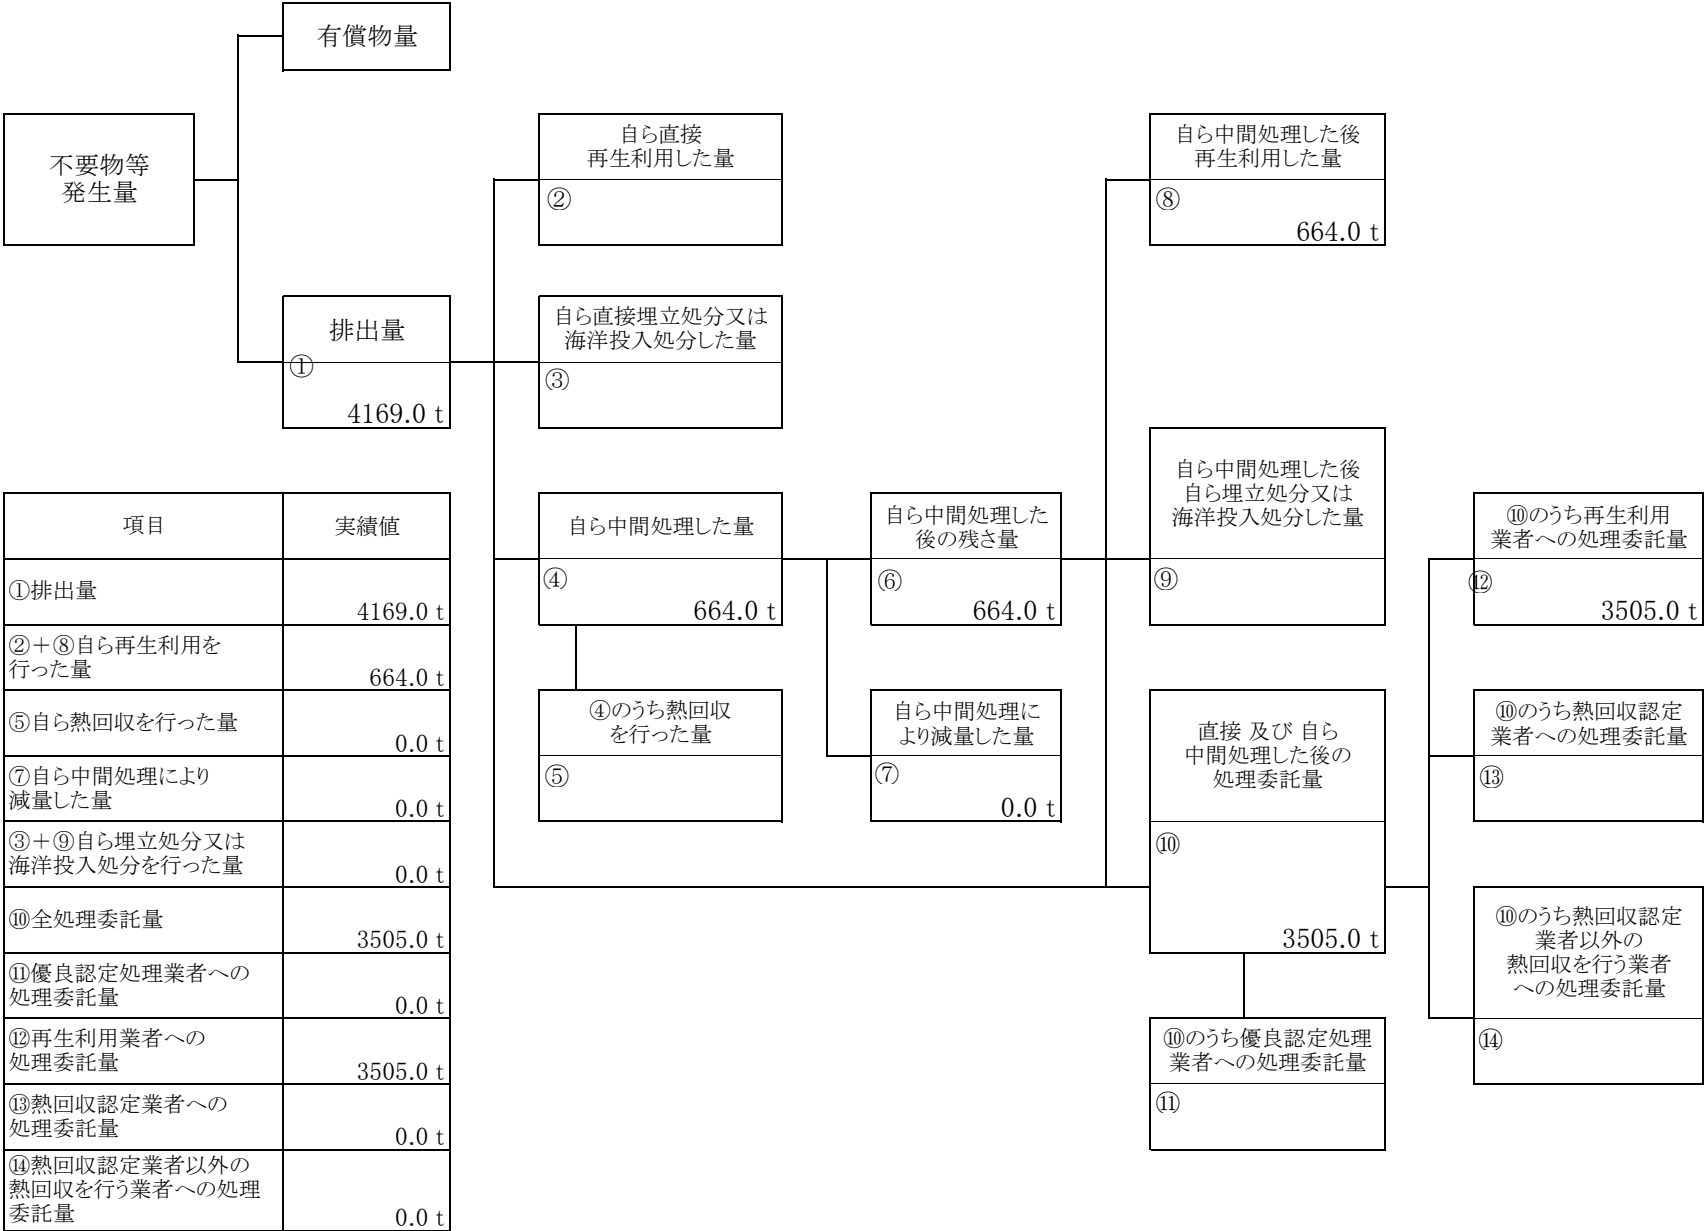 有償物量
不要物等
発生量
自ら直接
再生利用した量
②
自ら中間処理した後
再生利用した量
⑧
664.0 t
排出量
①
4169.0 t
自ら直接埋立処分又は
海洋投入処分した量
③
自ら中間処理した後
自ら埋立処分又は
海洋投入処分した量
⑨
自ら中間処理した量
④
664.0 t
自ら中間処理した
後の残さ量
⑥
664.0 t
⑩のうち再生利用
業者への処理委託量
⑫
3505.0 t
④のうち熱回収
を行った量
⑤
自ら中間処理に
より減量した量
⑦
0.0 t
直接 及び 自ら
中間処理した後の
処理委託量
⑩
3505.0 t
⑩のうち熱回収認定
業者への処理委託量
⑬
⑩のうち熱回収認定
業者以外の
熱回収を行う業者
への処理委託量
⑭
⑩のうち優良認定処理
業者への処理委託量
⑪
項目
実績値
①排出量
4169.0 t
②＋⑧自ら再生利用を
行った量
664.0 t
⑤自ら熱回収を行った量
0.0 t
⑦自ら中間処理により
減量した量
0.0 t
③＋⑨自ら埋立処分又は
海洋投入処分を行った量
0.0 t
⑩全処理委託量
3505.0 t
⑪優良認定処理業者への
処理委託量
0.0 t
⑫再生利用業者への
処理委託量
3505.0 t
⑬熱回収認定業者への
処理委託量
0.0 t
⑭熱回収認定業者以外の
熱回収を行う業者への処理
委託量
0.0 t